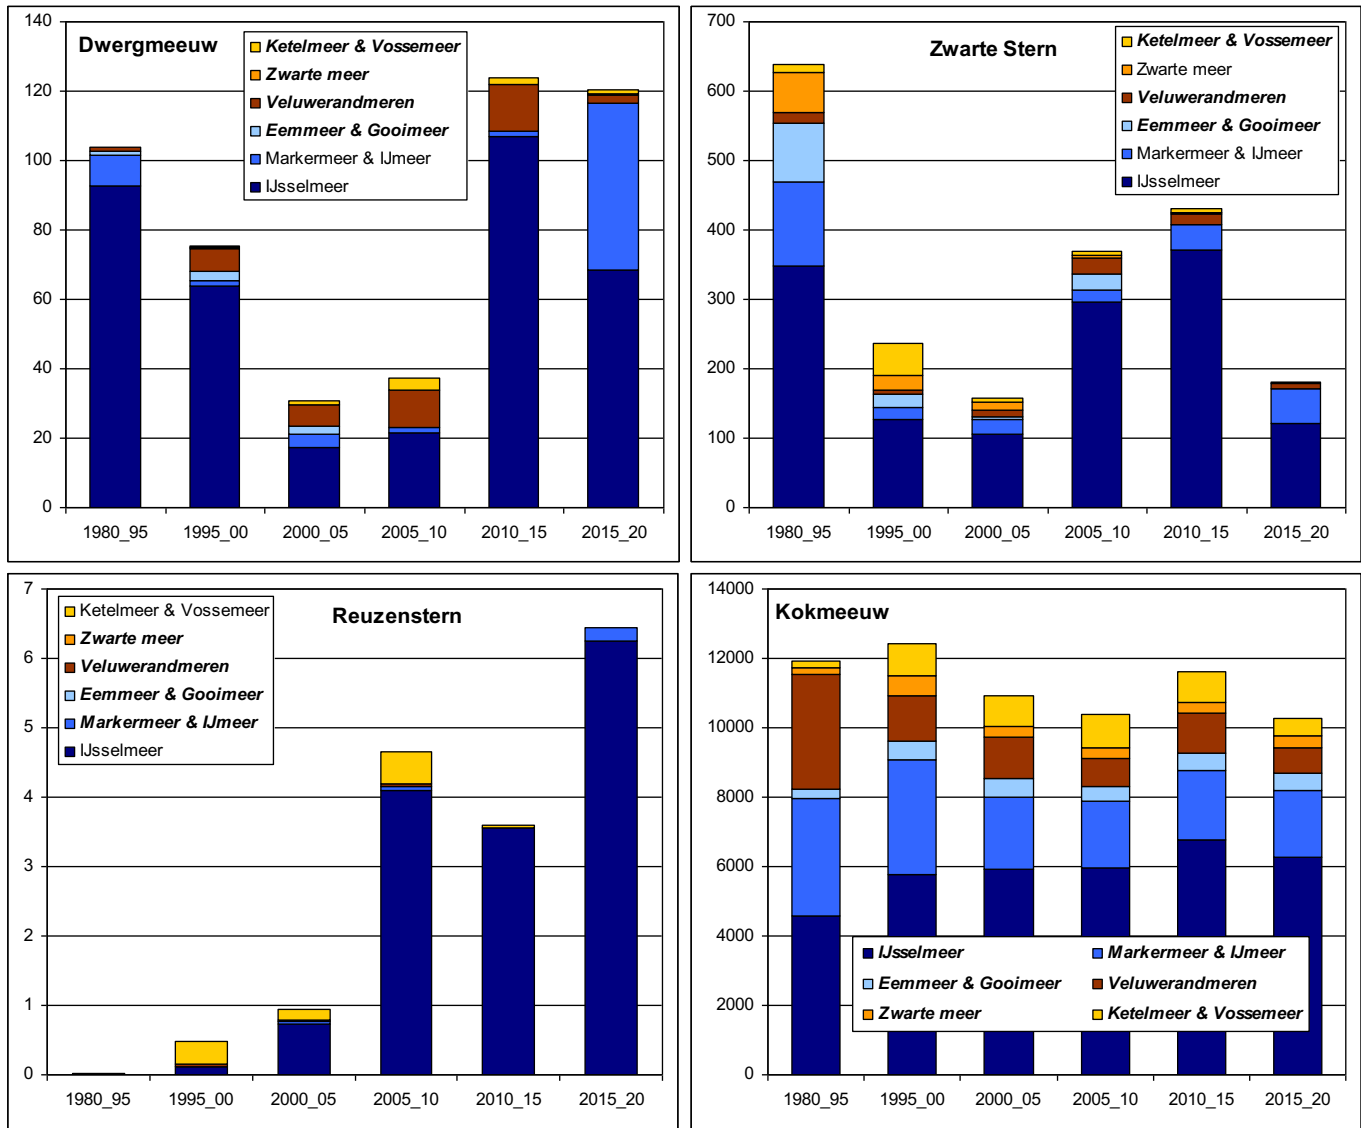 Dwergmeeuw
Ketelmeer & Vossemeer
Zwarte meer
Veluwerandmeren
Eemmeer & Gooimeer
Markermeer & IJmeer
IJsselmeer
140
120
100
80
60
40
20
0
1980_95 1995_00 2000_05 2005_10 2010_15 2015_20
Zwarte Stern
Ketelmeer & Vossemeer
Zwarte meer
Veluwerandmeren
Eemmeer & Gooimeer
Markermeer & IJmeer
IJsselmeer
700
600
500
400
300
200
100
0
1980_95 1995_00 2000_05 2005_10 2010_15 2015_20
Reuzenstern
Ketelmeer & Vossemeer
Zwarte meer
Veluwerandmeren
Eemmeer & Gooimeer
Markermeer & IJmeer
IJsselmeer
7
6
5
4
3
2
1
0
1980_95 1995_00 2000_05 2005_10 2010_15 2015_20
Kokmeeuw
14000
12000
10000
8000
6000
4000
2000
0
IJsselmeer Markermeer & IJmeer
Eemmeer & Gooimeer Veluwerandmeren
Zwarte meer Ketelmeer & Vossemeer
1980_95 1995_00 2000_05 2005_10 2010_15 2015_20